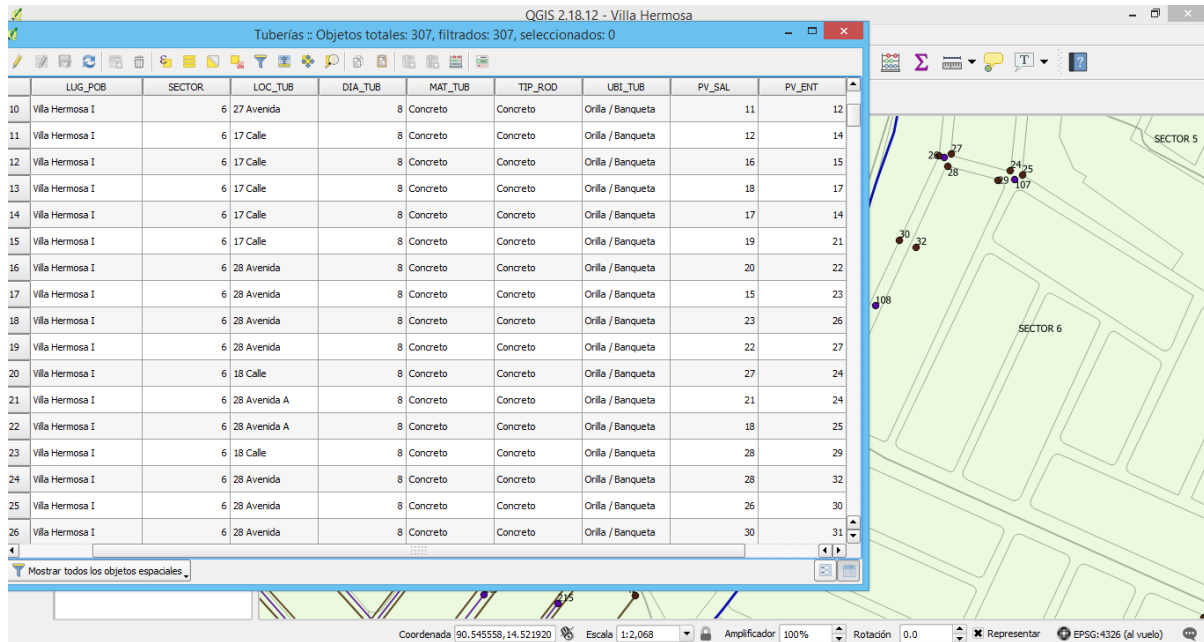 QGIS 2.18.12 - Villa Hermosa
Tuberías :: Objetos totales: 307, filtrados: 307, seleccionados: 0
LUG_POB SECTOR LOC_TUB DIA_TUB MAT_TUB TIP_ROD UBI_TUB PV_SAL PV_ENT
10 Villa Hermosa I 6 27 Avenida 8 Concreto Concreto Orilla / Banqueta 11 12
11 Villa Hermosa I 6 17 Calle 8 Concreto Concreto Orilla / Banqueta 12 14
12 Villa Hermosa I 6 17 Calle 8 Concreto Concreto Orilla / Banqueta 16 15
13 Villa Hermosa I 6 17 Calle 8 Concreto Concreto Orilla / Banqueta 18 17
14 Villa Hermosa I 6 17 Calle 8 Concreto Concreto Orilla / Banqueta 17 14
15 Villa Hermosa I 6 17 Calle 8 Concreto Concreto Orilla / Banqueta 19 21
16 Villa Hermosa I 6 28 Avenida 8 Concreto Concreto Orilla / Banqueta 20 22
17 Villa Hermosa I 6 28 Avenida 8 Concreto Concreto Orilla / Banqueta 15 23
18 Villa Hermosa I 6 28 Avenida 8 Concreto Concreto Orilla / Banqueta 23 26
19 Villa Hermosa I 6 28 Avenida 8 Concreto Concreto Orilla / Banqueta 22 27
20 Villa Hermosa I 6 18 Calle 8 Concreto Concreto Orilla / Banqueta 27 24
21 Villa Hermosa I 6 28 Avenida A 8 Concreto Concreto Orilla / Banqueta 21 24
22 Villa Hermosa I 6 28 Avenida A 8 Concreto Concreto Orilla / Banqueta 18 25
23 Villa Hermosa I 6 18 Calle 8 Concreto Concreto Orilla / Banqueta 28 29
24 Villa Hermosa I 6 28 Avenida 8 Concreto Concreto Orilla / Banqueta 28 32
25 Villa Hermosa I 6 28 Avenida 8 Concreto Concreto Orilla / Banqueta 26 30
26 Villa Hermosa I 6 28 Avenida 8 Concreto Concreto Orilla / Banqueta 30 31
Mostrar todos los objetos espaciales
SECTOR 5
27
28
24
25
29
107
30
32
108
SECTOR 6
215
Coordenada 90.545558,14.521920 Escala 1:2,068 Amplificador 100% Rotación 0.0 Representar EPSG:4326 (al vuelo)